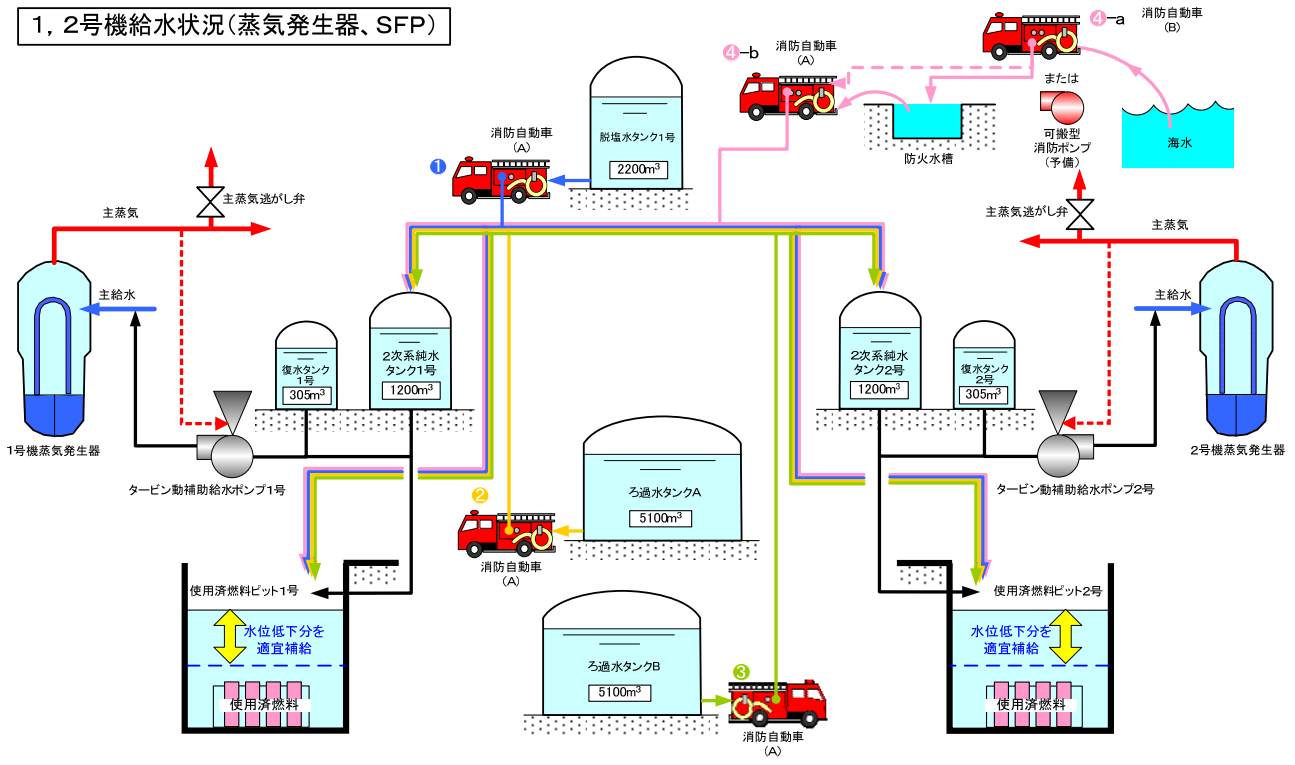 １，２号機給水状況（蒸気発生器、ＳＦＰ）
❹-a
消防自動車
（B）
❹-b
消防自動車
（A）
または
可搬型
消防ポンプ
（予備）
海水
防火水槽
脱塩水タンク1号
2200m³
消防自動車
（A）
❶
主蒸気逃がし弁
主蒸気
主給水
1号機蒸気発生器
復水タンク
1号
305m³
２次系純水
タンク1号
1200m³
タービン動補助給水ポンプ1号
主蒸気逃がし弁
主蒸気
主給水
2号機蒸気発生器
２次系純水
タンク2号
1200m³
復水タンク
2号
305m³
タービン動補助給水ポンプ2号
ろ過水タンクA
5100m³
❷
消防自動車
（A）
ろ過水タンクB
5100m³
❸
消防自動車
（A）
使用済燃料ピット1号
水位低下分を
適宜補給
使用済燃料
使用済燃料ピット2号
水位低下分を
適宜補給
使用済燃料